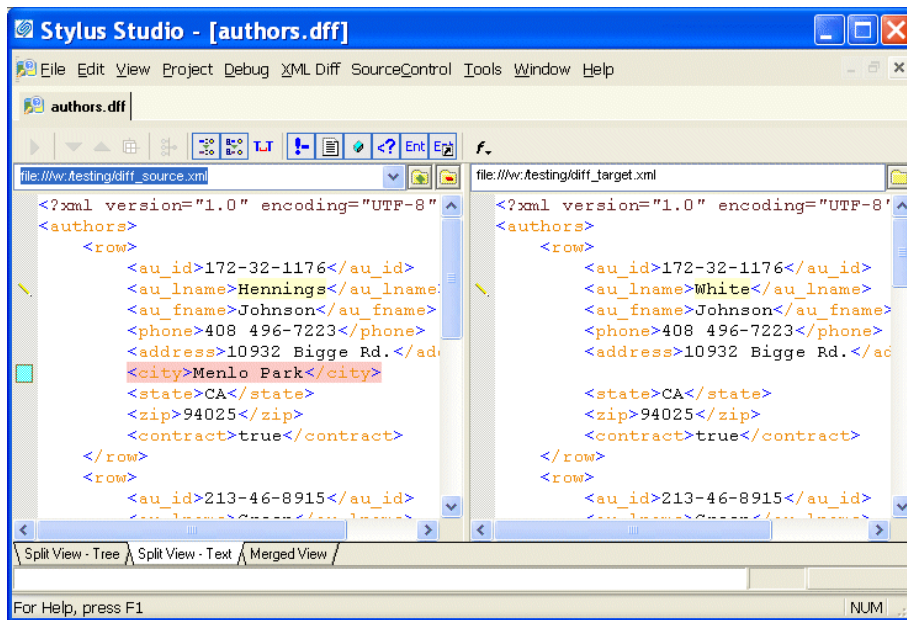 Stylus Studio - [authors.dff]
File Edit View Project Debug XML Diff SourceControl Tools Window Help
authors.dff
TUT !- <? Ent f
file:///w:/testing/diff_source.xml
<?xml version="1.0" encoding="UTF-8"
<authors>
<row>
<au_id>172-32-1176</au_id>
<au_lname>Hennings</au_lname
<au_fname>Johnson</au_fname>
<phone>408 496-7223</phone>
<address>10932 Bigge Rd.</ad
<city>Menlo Park</city>
<state>CA</state>
<zip>94025</zip>
<contract>true</contract>
</row>
<row>
<au_id>213-46-8915</au_id>
file:///w:/testing/diff_target.xml
<?xml version="1.0" encoding="UTF-8'
<authors>
<row>
<au_id>172-32-1176</au_id>
<au_lname>White</au_lname>
<au_fname>Johnson</au_fname>
<phone>408 496-7223</phone>
<address>10932 Bigge Rd.</ad
<state>CA</state>
<zip>94025</zip>
<contract>true</contract>
</row>
<row>
<au_id>213-46-8915</au_id>
Split View - Tree Split View - Text Merged View
For Help, press F1 NUM